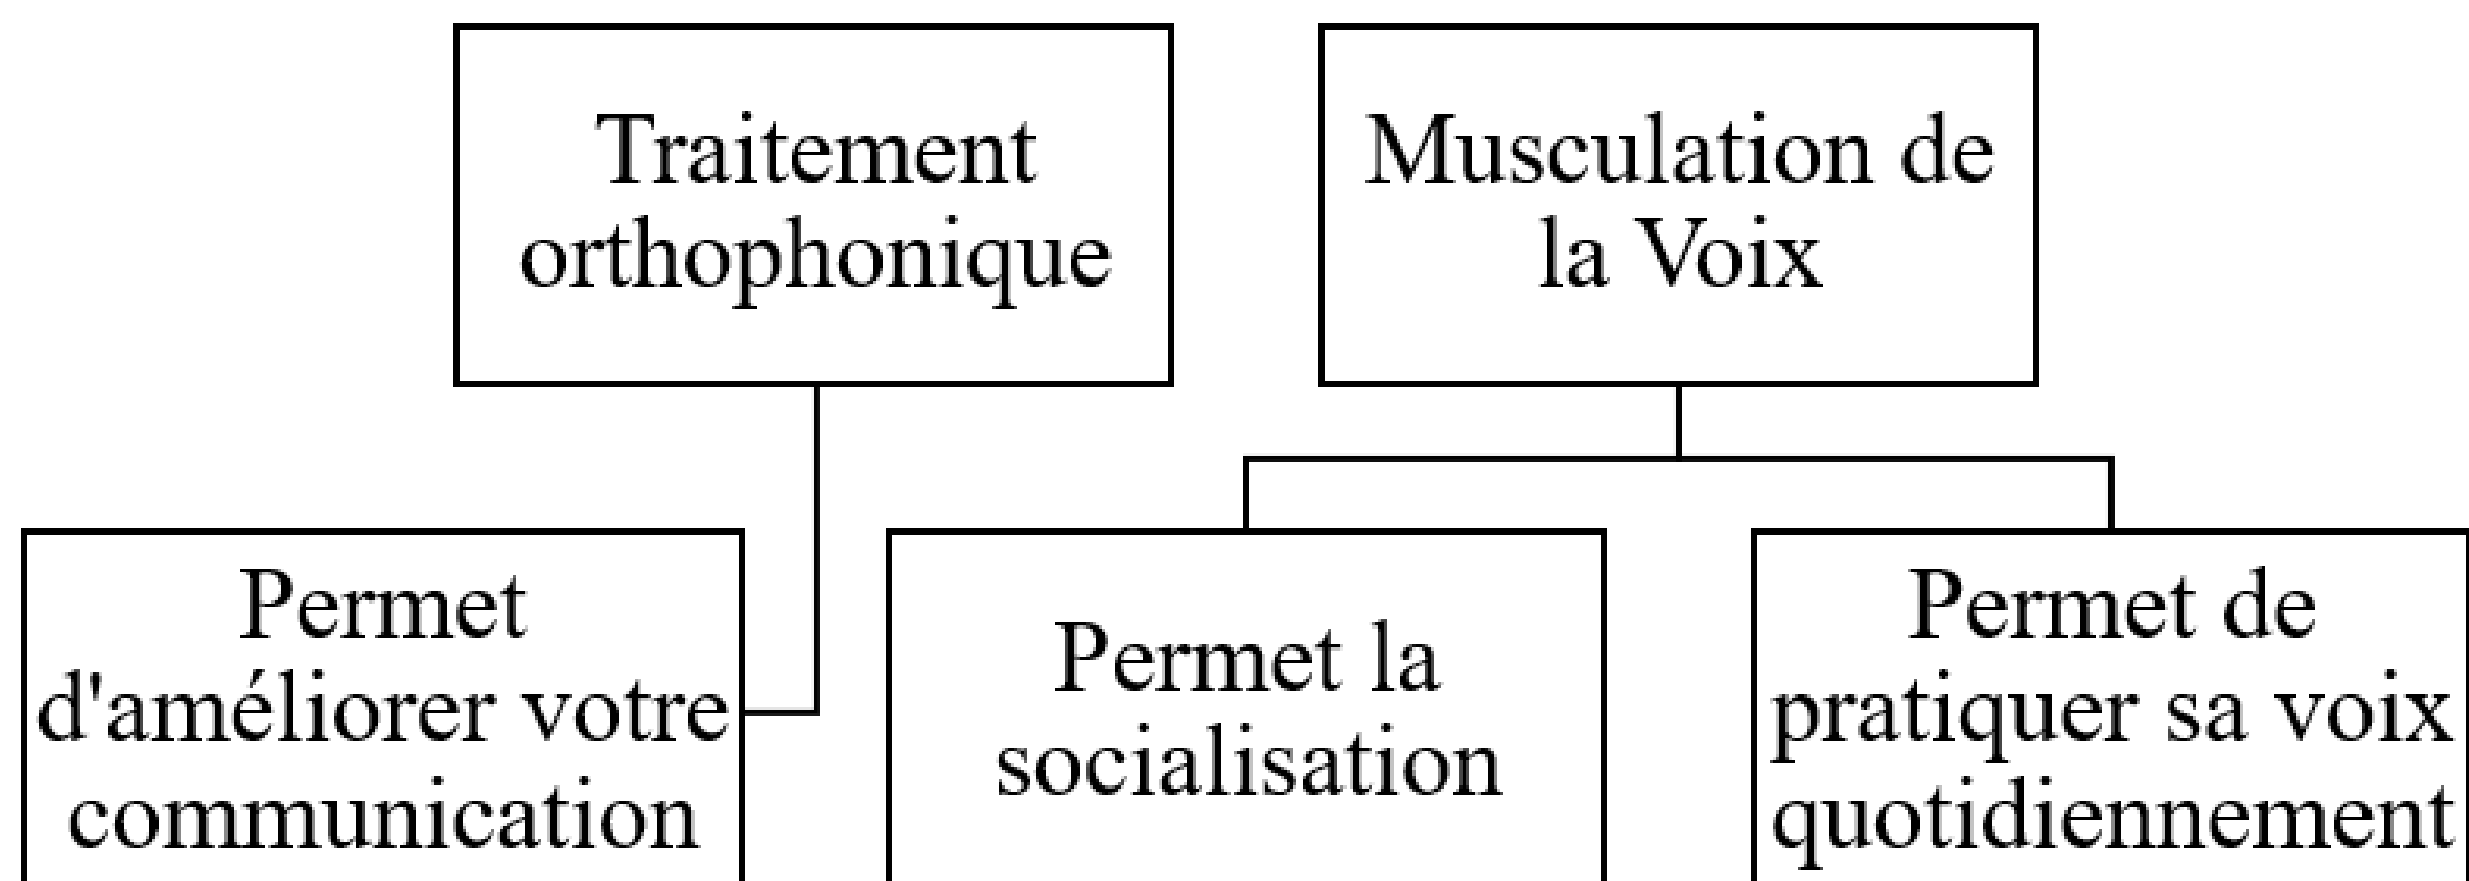 Traitement
orthophonique
Musculation de
la Voix
Permet
d'améliorer votre
communication
Permet la
socialisation
Permet de
pratiquer sa voix
quotidiennement